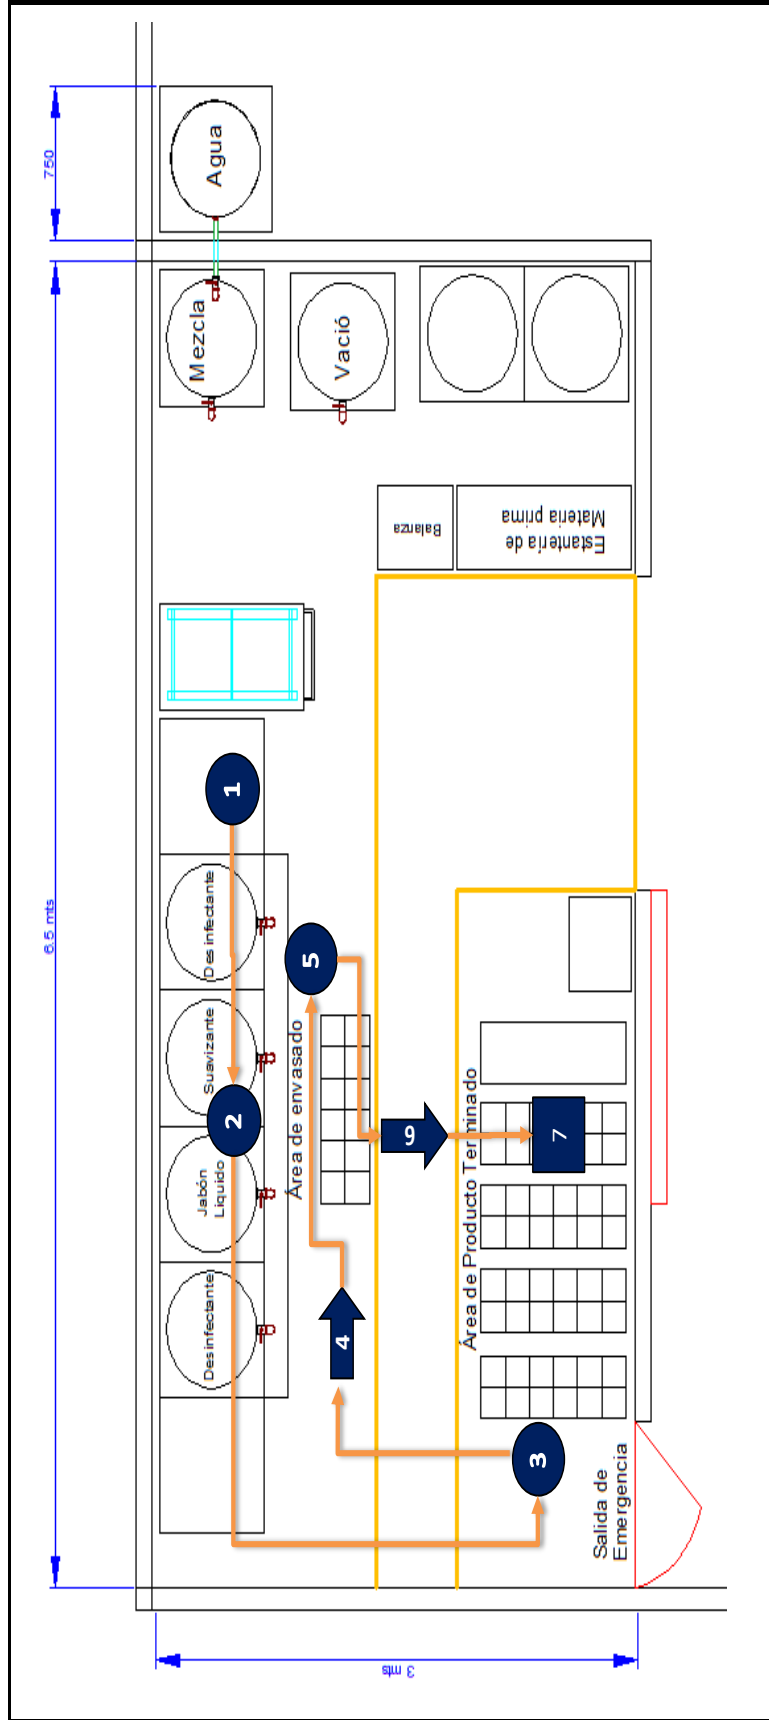 750
Agua
Mezcla
Vació
6.5 mts
Balanza
Estantería de
Materia prima
1
Desinfectante
Suavizante
2
Jabón
Liquido
Desinfectante
Área de envasado
5
4
9
7
Área de Producto Terminado
3
Salida de
Emergencia
3 mts